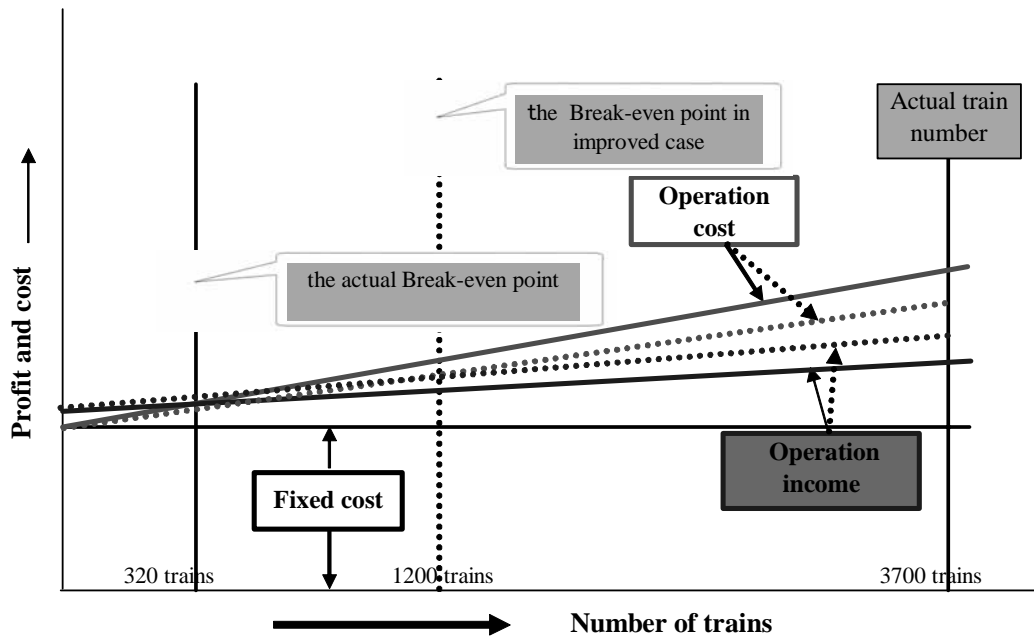 the Break-even point in
improved case
Actual train
number
Operation
cost
the actual Break-even point
Profit and cost
Fixed cost
Operation
income
320 trains
1200 trains
3700 trains
Number of trains